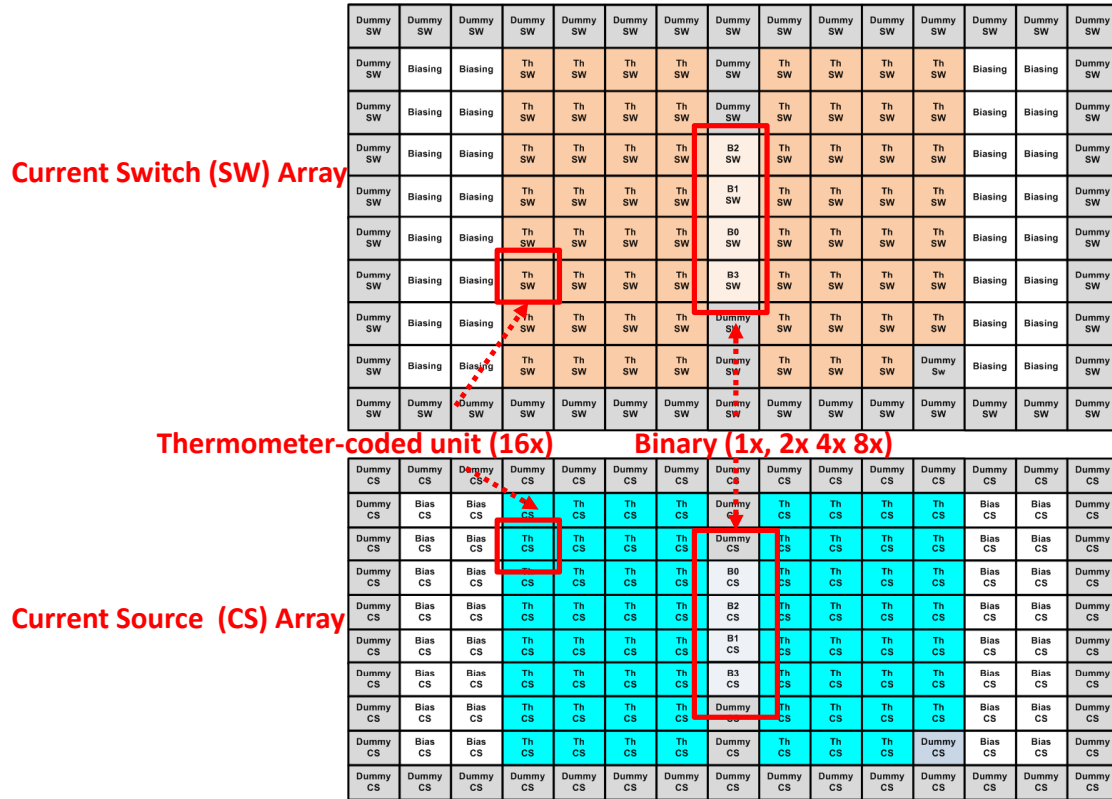 Dummy Dummy Dummy Dummy Dummy Dummy Dummy Dummy Dummy Dummy Dummy Dummy Dummy Dummy Dummy
SW SW SW SW SW SW SW SW SW SW SW SW SW SW SW
Dummy Biasing Biasing Th Th Th Th Dummy Th Th Th Th Biasing Biasing Dummy
SW SW SW SW SW SW SW SW SW SW SW
Dummy Biasing Biasing Th Th Th Th Dummy Th Th Th Th Biasing Biasing Dummy
SW SW SW SW SW SW SW SW SW SW SW
Dummy Biasing Biasing Th Th Th Th B2 Th Th Th Th Biasing Biasing Dummy
SW SW SW SW SW SW SW SW SW SW SW
Current Switch (SW) Array
Dummy Biasing Biasing Th Th Th Th B1 Th Th Th Th Biasing Biasing Dummy
SW SW SW SW SW SW SW SW SW SW SW
Dummy Biasing Biasing Th Th Th Th B0 Th Th Th Th Biasing Biasing Dummy
SW SW SW SW SW SW SW SW SW SW SW
Dummy Biasing Biasing Th Th Th Th B3 Th Th Th Th Biasing Biasing Dummy
SW SW SW SW SW SW SW SW SW SW SW
Dummy Biasing Biasing Th Th Th Th Dummy Th Th Th Th Biasing Biasing Dummy
SW SW SW SW SW SW SW SW SW SW SW
Dummy Biasing Biasing Th Th Th Th Dummy Th Th Th Dummy Biasing Biasing Dummy
SW SW SW SW SW SW SW SW SW Sw SW
Dummy Dummy Dummy Dummy Dummy Dummy Dummy Dummy Dummy Dummy Dummy Dummy Dummy Dummy Dummy
SW SW SW SW SW SW SW SW SW SW SW SW SW SW SW
Thermometer-coded unit (16x) Binary (1x, 2x 4x 8x)
Dummy Dummy Dummy Dummy Dummy Dummy Dummy Dummy Dummy Dummy Dummy Dummy Dummy Dummy Dummy
CS CS CS CS CS CS CS CS CS CS CS CS CS CS CS
Dummy Bias Bias Th Th Th Th Dummy Th Th Th Th Bias Bias Dummy
CS CS CS CS CS CS CS CS CS CS CS CS CS CS CS
Dummy Bias Bias Th Th Th Th Dummy Th Th Th Th Bias Bias Dummy
CS CS CS CS CS CS CS CS CS CS CS CS CS CS CS
Dummy Bias Bias Th Th Th Th B0 Th Th Th Th Bias Bias Dummy
CS CS CS CS CS CS CS CS CS CS CS CS CS CS CS
Current Source (CS) Array
Dummy Bias Bias Th Th Th Th B2 Th Th Th Th Bias Bias Dummy
CS CS CS CS CS CS CS CS CS CS CS CS CS CS CS
Dummy Bias Bias Th Th Th Th B1 Th Th Th Th Bias Bias Dummy
CS CS CS CS CS CS CS CS CS CS CS CS CS CS CS
Dummy Bias Bias Th Th Th Th B3 Th Th Th Th Bias Bias Dummy
CS CS CS CS CS CS CS CS CS CS CS CS CS CS CS
Dummy Bias Bias Th Th Th Th Dummy Th Th Th Th Bias Bias Dummy
CS CS CS CS CS CS CS CS CS CS CS CS CS CS CS
Dummy Bias Bias Th Th Th Th Dummy Th Th Th Dummy Bias Bias Dummy
CS CS CS CS CS CS CS CS CS CS CS CS CS CS CS
Dummy Dummy Dummy Dummy Dummy Dummy Dummy Dummy Dummy Dummy Dummy Dummy Dummy Dummy Dummy
CS CS CS CS CS CS CS CS CS CS CS CS CS CS CS